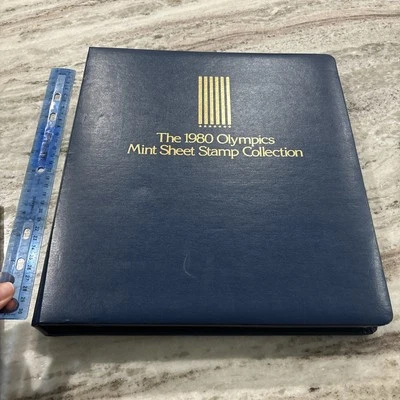 The 1980 Olympics
Mint Sheet Stamp Collection